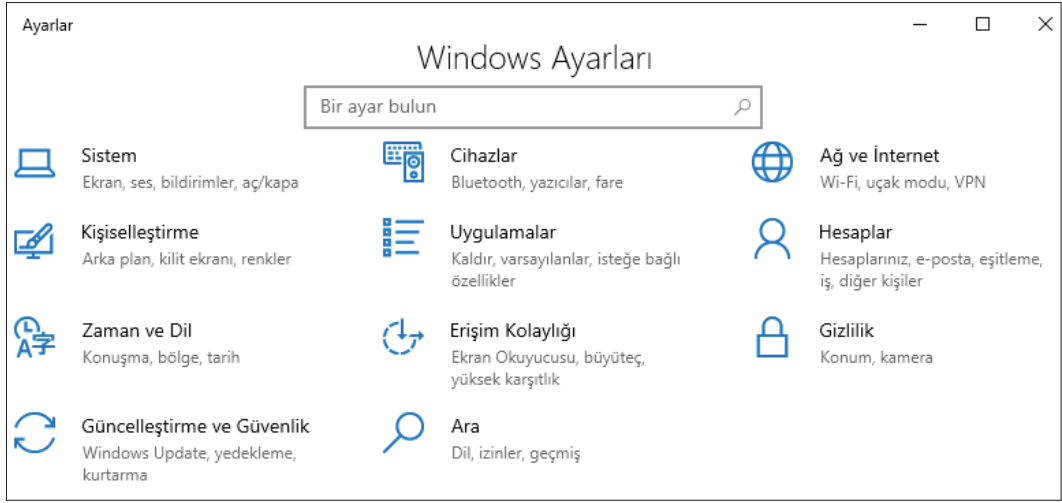 Ayarlar
Windows Ayarları
Bir ayar bulun
Sistem
Ekran, ses, bildirimler, aç/kapa
Cihazlar
Bluetooth, yazıcılar, fare
Ağ ve İnternet
Wi-Fi, uçak modu, VPN
Kişiselleştirme
Arka plan, kilit ekranı, renkler
Uygulamalar
Kaldır, varsayılanlar, isteğe bağlı
özellikler
Hesaplar
Hesaplarınız, e-posta, eşitleme,
iş, diğer kişiler
Zaman ve Dil
Konuşma, bölge, tarih
Erişim Kolaylığı
Ekran Okuyucusu, büyüteç,
yüksek karşıtlık
Gizlilik
Konum, kamera
Güncelleştirme ve Güvenlik
Windows Update, yedekleme,
kurtarma
Ara
Dil, izinler, geçmiş